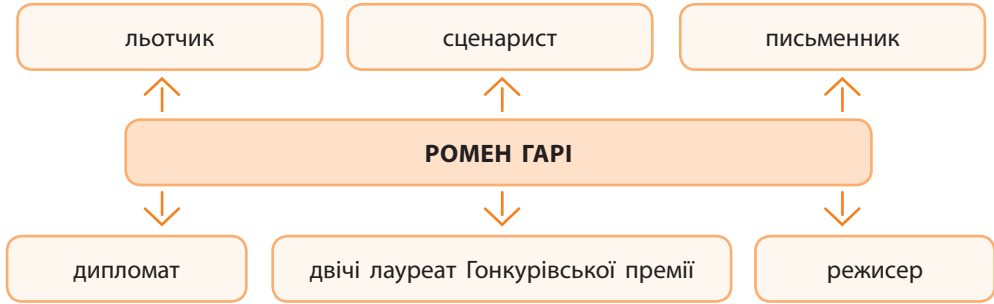 льотчик
сценарист
письменник
РОМЕН ГАРІ
дипломат
двічі лауреат Гонкурівської премії
режисер